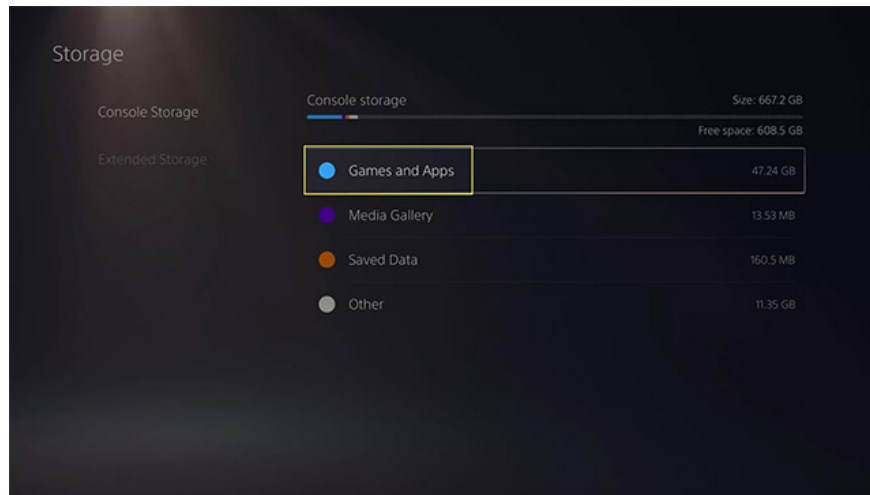 Storage
Console Storage
Extended Storage
Console storage
Size: 667.2 GB
Free space: 608.5 GB
Games and Apps
47.24 GB
Media Gallery
13.53 MB
Saved Data
160.5 MB
Other
11.35 GB